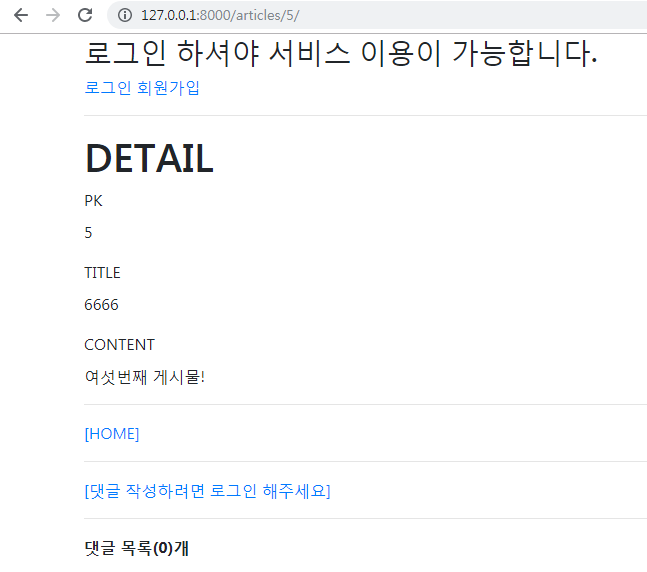 127.0.0.1:8000/articles/5/
로그인 하셔야 서비스 이용이 가능합니다.
로그인 회원가입
DETAIL
PK
5
TITLE
6666
CONTENT
여섯번째 게시물!
[HOME]
[댓글 작성하려면 로그인 해주세요]
댓글 목록(0)개